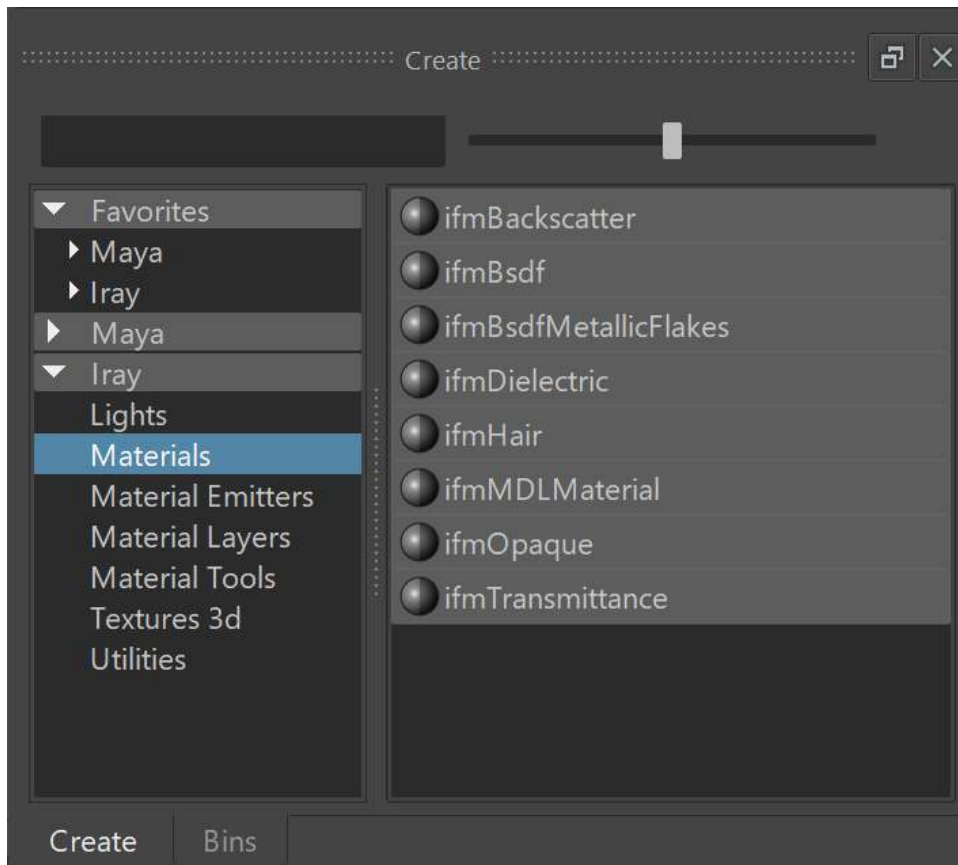 Create
Favorites
Maya
Iray
Maya
Iray
Lights
Materials
Material Emitters
Material Layers
Material Tools
Textures 3d
Utilities
ifmBackscatter
ifmBsdf
ifmBsdfMetallicFlakes
ifmDielectric
ifmHair
ifmMDLMaterial
ifmOpaque
ifmTransmittance
Create
Bins